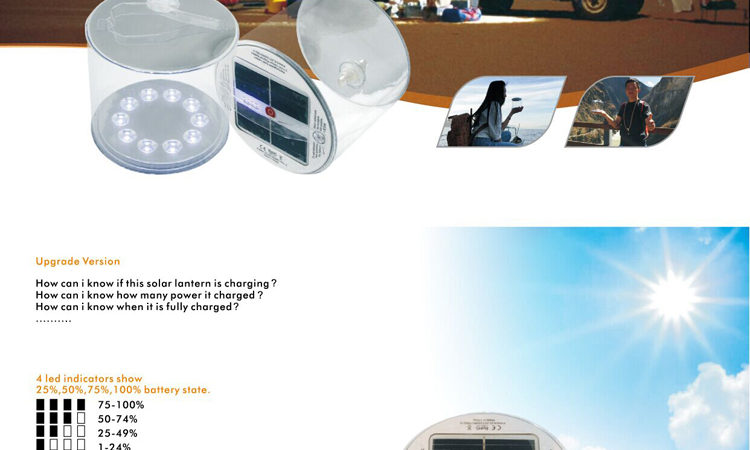 Upgrade Version
How can i know if this solar lantern is charging?
How can i know how many power it charged?
How can i know when it is fully charged?
..........
4 led indicators show
25%,50%,75%,100% battery state.
75-100%
50-74%
25-49%
1-24%